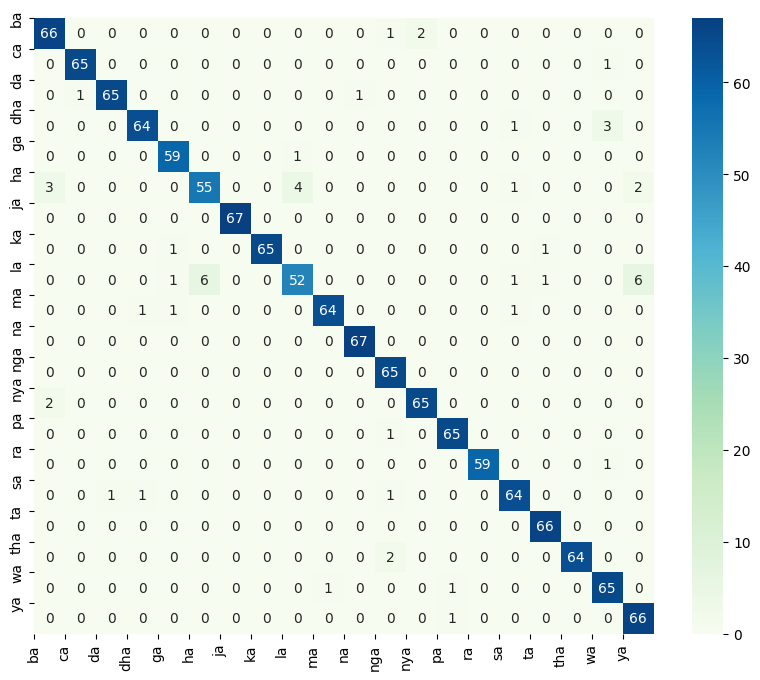 ba 66 0 0 0 0 0 0 0 0 0 0 1 2 0 0 0 0 0 0 0
ca 0 65 0 0 0 0 0 0 0 0 0 0 0 0 0 0 0 0 1 0
da 0 1 65 0 0 0 0 0 0 0 1 0 0 0 0 0 0 0 0 0
dha 0 0 0 64 0 0 0 0 0 0 0 0 0 0 0 1 0 0 3 0
ga 0 0 0 0 59 0 0 0 1 0 0 0 0 0 0 0 0 0 0 0
ha 3 0 0 0 0 55 0 0 4 0 0 0 0 0 0 1 0 0 0 2
ja 0 0 0 0 0 0 67 0 0 0 0 0 0 0 0 0 0 0 0 0
ka 0 0 0 0 1 0 0 65 0 0 0 0 0 0 0 0 1 0 0 0
la 0 0 0 0 1 6 0 0 52 0 0 0 0 0 0 1 1 0 0 6
ma 0 0 0 1 1 0 0 0 0 64 0 0 0 0 0 1 0 0 0 0
na 0 0 0 0 0 0 0 0 0 0 67 0 0 0 0 0 0 0 0 0
nga 0 0 0 0 0 0 0 0 0 0 0 65 0 0 0 0 0 0 0 0
nya 2 0 0 0 0 0 0 0 0 0 0 0 65 0 0 0 0 0 0 0
pa 0 0 0 0 0 0 0 0 0 0 0 1 0 65 0 0 0 0 0 0
ra 0 0 0 0 0 0 0 0 0 0 0 0 0 0 59 0 0 0 1 0
sa 0 0 1 1 0 0 0 0 0 0 0 1 0 0 0 64 0 0 0 0
ta 0 0 0 0 0 0 0 0 0 0 0 0 0 0 0 0 66 0 0 0
tha 0 0 0 0 0 0 0 0 0 0 0 2 0 0 0 0 0 64 0 0
wa 0 0 0 0 0 0 0 0 0 1 0 0 0 1 0 0 0 0 65 0
ya 0 0 0 0 0 0 0 0 0 0 0 0 0 1 0 0 0 0 0 66
ba ca da dha ga ha ja ka la ma na nga nya pa ra sa ta tha wa ya
60
50
40
30
20
10
0